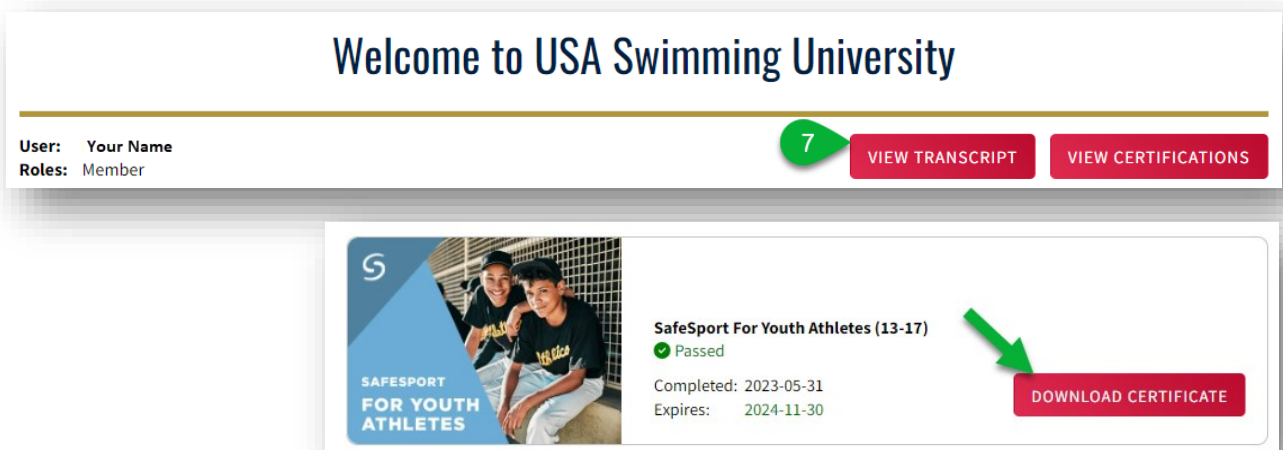 Welcome to USA Swimming University
User: Your Name
Roles: Member
7
VIEW TRANSCRIPT
VIEW CERTIFICATIONS
S
SAFESPORT
FOR YOUTH
ATHLETES
SafeSport For Youth Athletes (13-17)
Passed
Completed: 2023-05-31
Expires: 2024-11-30
DOWNLOAD CERTIFICATE